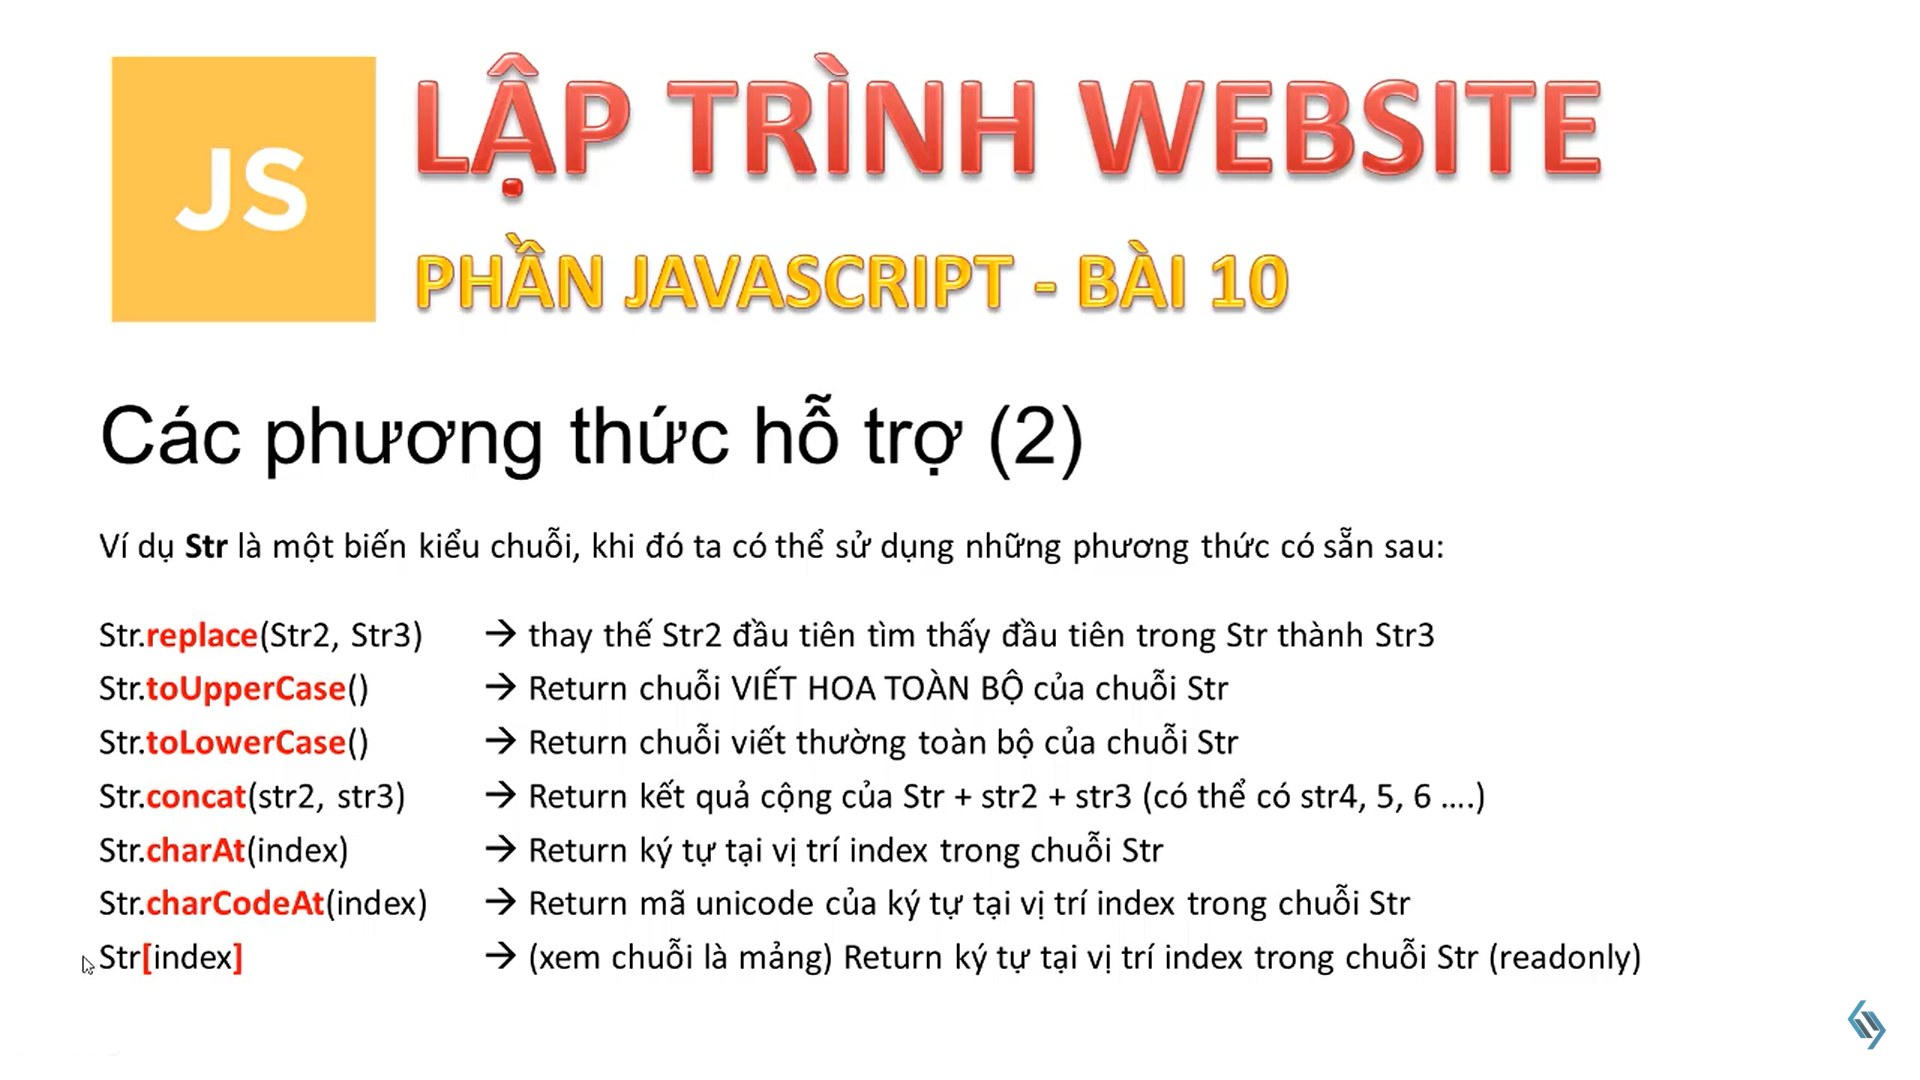 JS
LẬP TRÌNH WEBSITE
PHẦN JAVASCRIPT - BÀI 10
Các phương thức hỗ trợ (2)
Ví dụ Str là một biến kiểu chuỗi, khi đó ta có thể sử dụng những phương thức có sẵn sau:
Str.replace(Str2, Str3) → thay thế Str2 đầu tiên tìm thấy đầu tiên trong Str thành Str3
Str.toUpperCase() → Return chuỗi VIẾT HOA TOÀN BỘ của chuỗi Str
Str.toLowerCase() → Return chuỗi viết thường toàn bộ của chuỗi Str
Str.concat(str2, str3) → Return kết quả cộng của Str + str2 + str3 (có thể có str4, 5, 6 ....)
Str.charAt(index) → Return ký tự tại vị trí index trong chuỗi Str
Str.charCodeAt(index) → Return mã unicode của ký tự tại vị trí index trong chuỗi Str
Str[index] → (xem chuỗi là mảng) Return ký tự tại vị trí index trong chuỗi Str (readonly)